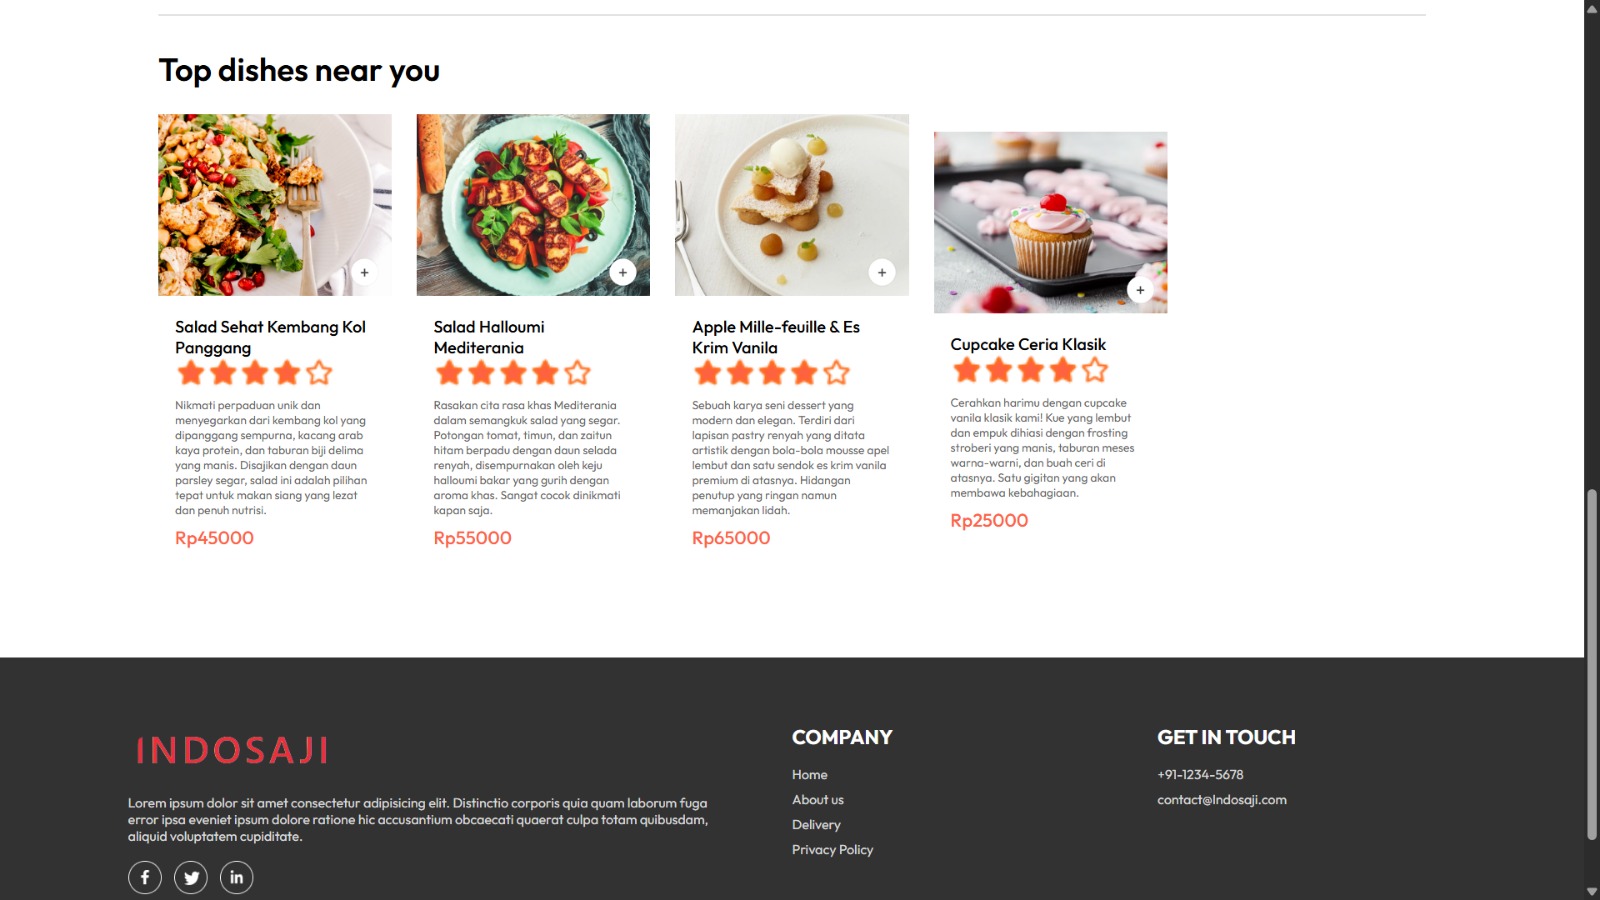 Top dishes near you
+
+
+
+
Salad Sehat Kembang Kol
Panggang
Nikmati perpaduan unik dan
menyegarkan dari kembang kol yang
dipanggang sempurna, kacang arab
kaya protein, dan taburan biji delima
yang manis. Disajikan dengan daun
parsley segar, salad ini adalah pilihan
tepat untuk makan siang yang lezat
dan penuh nutrisi.
Rp45000
Salad Halloumi
Mediterania
Rasakan cita rasa khas Mediterania
dalam semangkuk salad yang segar.
Potongan tomat, timun, dan zaitun
hitam berpadu dengan daun selada
renyah, disempurnakan oleh keju
halloumi bakar yang gurih dengan
aroma khas. Sangat cocok dinikmati
kapan saja.
Rp55000
Apple Mille-feuille & Es
Krim Vanila
Sebuah karya seni dessert yang
modern dan elegan. Terdiri dari
lapisan pastry renyah yang ditata
artistik dengan bola-bola mousse apel
lembut dan satu sendok es krim vanila
premium di atasnya. Hidangan
penutup yang ringan namun
memanjakan lidah.
Rp65000
Cupcake Ceria Klasik
Cerahkan harimu dengan cupcake
vanila klasik kami! Kue yang lembut
dan empuk dihiasi dengan frosting
stroberi yang manis, taburan meses
warna-warni, dan buah ceri di
atasnya. Satu gigitan yang akan
membawa kebahagiaan.
Rp25000
INDOSAJI
Lorem ipsum dolor sit amet consectetur adipisicing elit. Distinctio corporis quia quam laborum fuga
error ipsa eveniet ipsum dolore ratione hic accusantium obcaecati quaerat culpa totam quibusdam,
aliquid voluptatem cupiditate.
f
in
COMPANY
Home
About us
Delivery
Privacy Policy
GET IN TOUCH
+91-1234-5678
contact@Indosaji.com